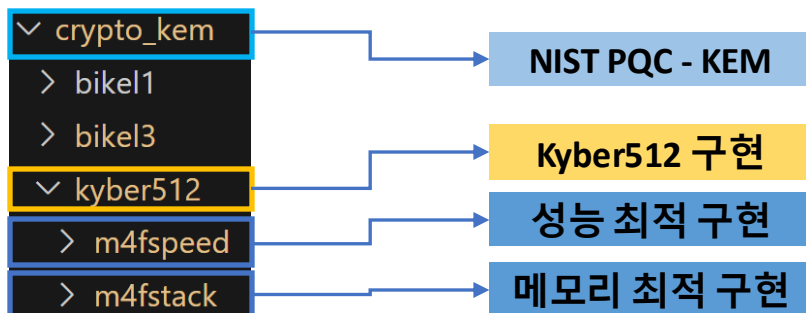 crypto_kem
NIST PQC - KEM
bikel1
bikel3
Kyber512 구현
kyber512
성능 최적 구현
m4fspeed
메모리 최적 구현
m4fstack